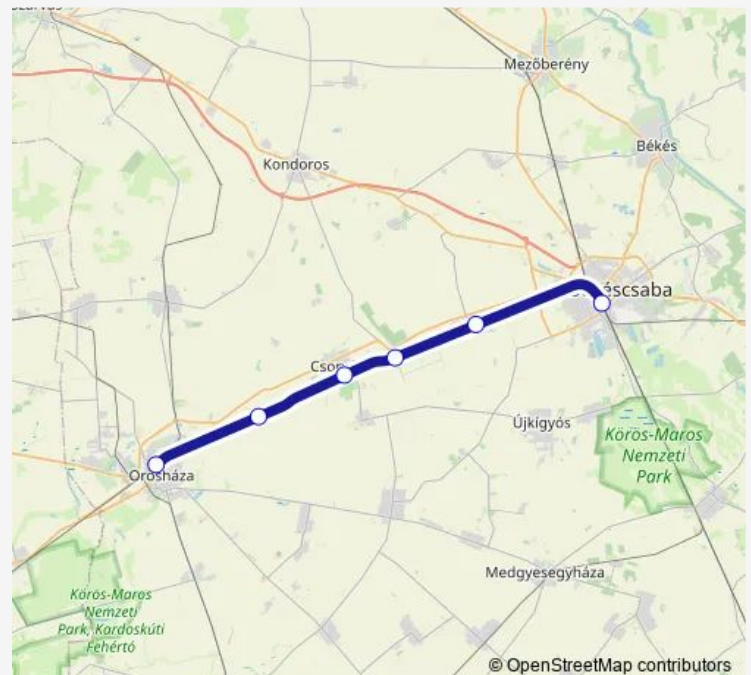 Mezőberény
Békés
Kondoros
éscsaba
Csor
Újkígyós
Körös-Maros
Nemzeti
Park
Orosháza
Medgyesegyháza
Körös-Maros
Nemzeti
Park, Kardoskúti
Fehértó
© OpenStreetMap contributors